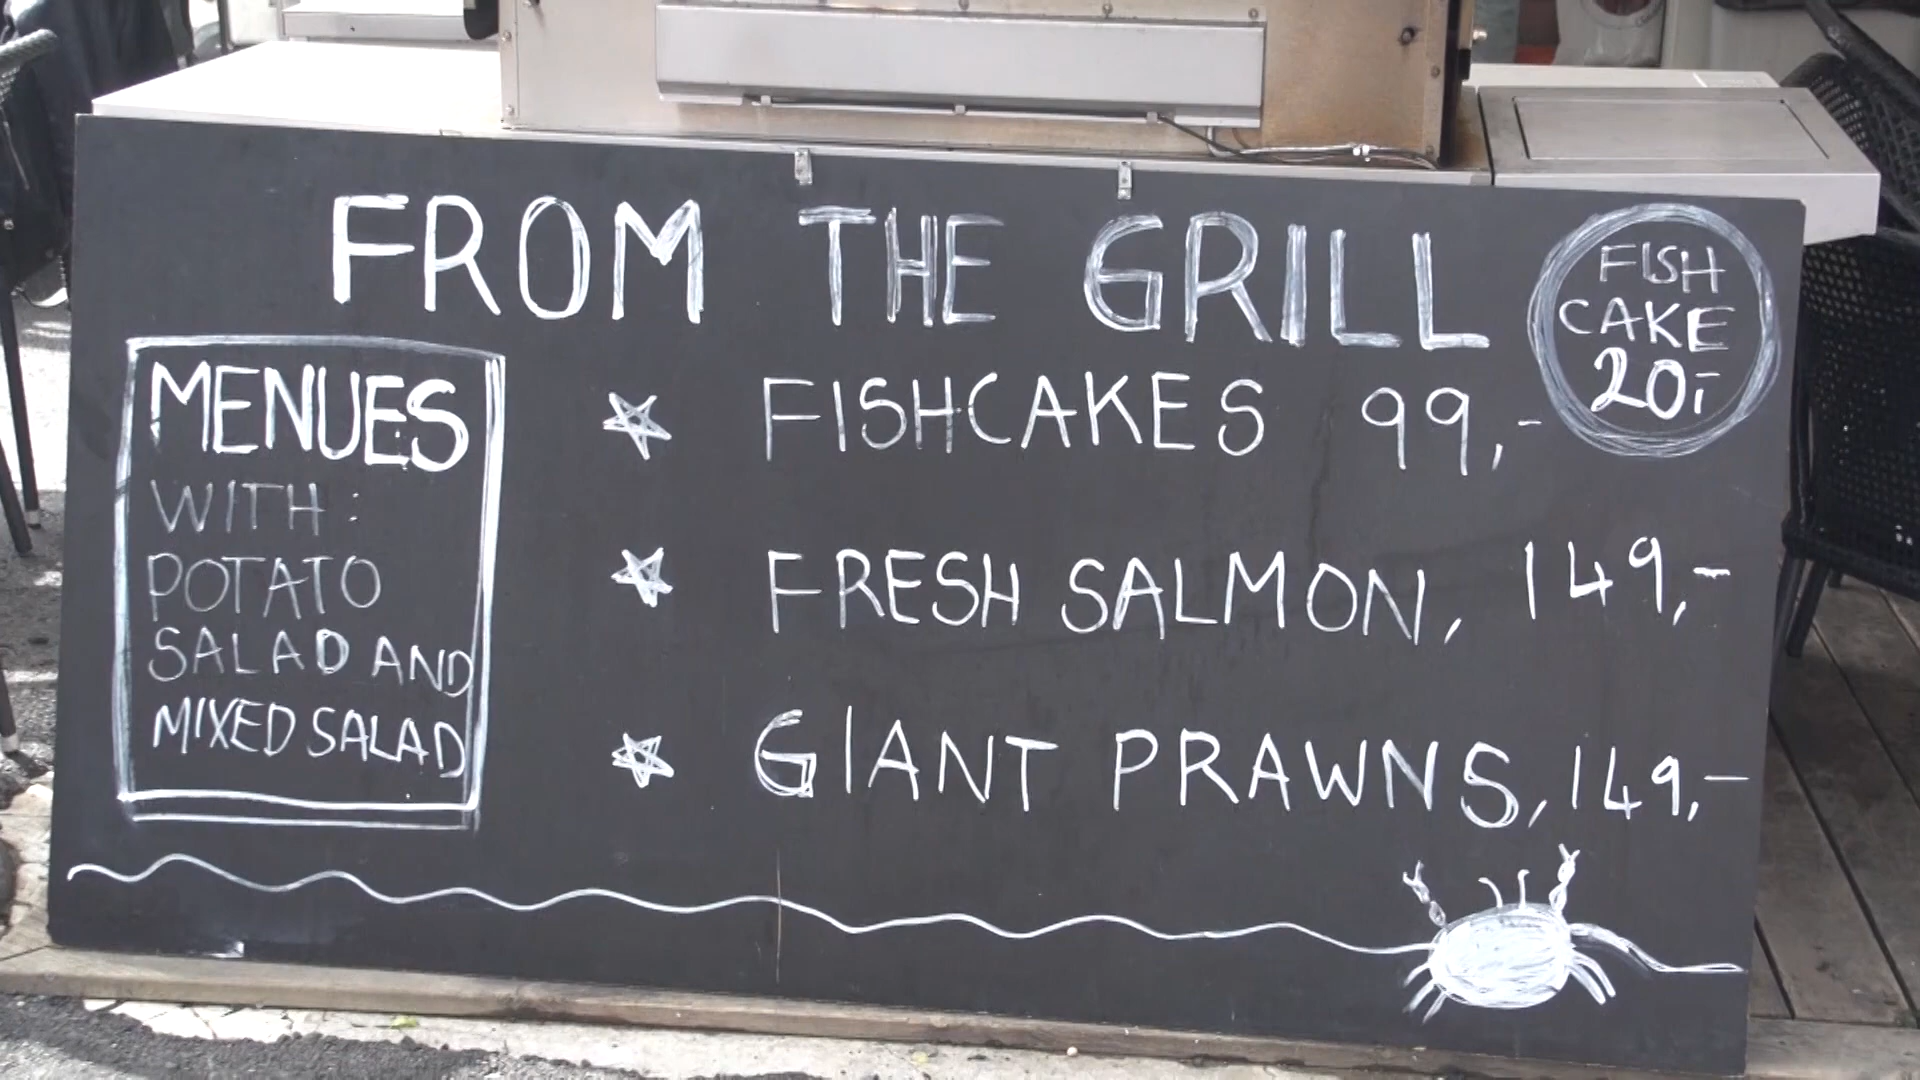 FROM THE GRILL
FISH
CAKE
20,-
MENUES
WITH:
POTATO
SALAD AND
MIXED SALAD
FISHCAKES 99,-
FRESH SALMON, 149,-
GIANT PRAWNS, 149,-